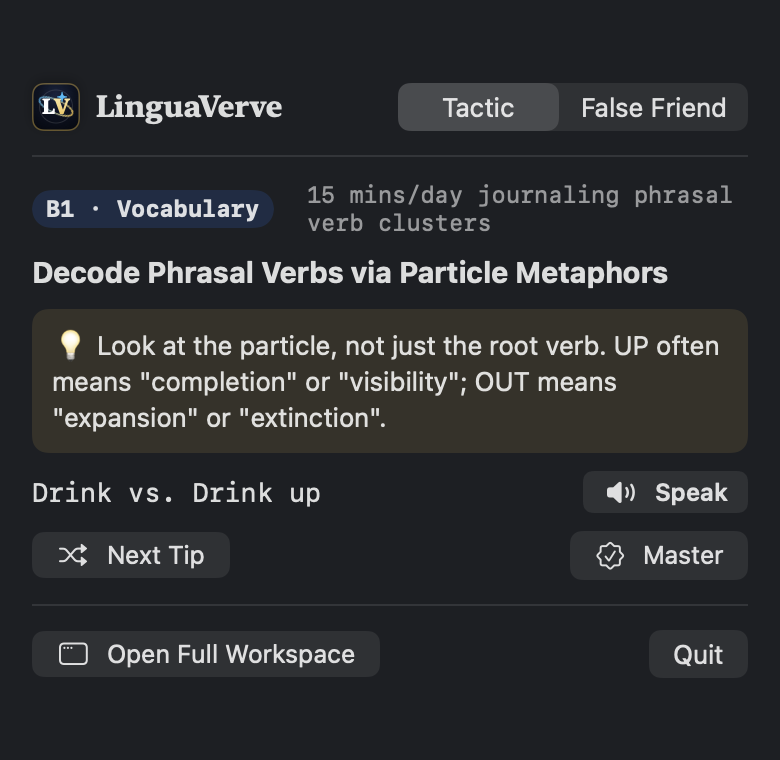 LV LinguaVerve Tactic False Friend
B1 · Vocabulary 15 mins/day journaling phrasal
verb clusters
Decode Phrasal Verbs via Particle Metaphors
💡 Look at the particle, not just the root verb. UP often
means "completion" or "visibility"; OUT means
"expansion" or "extinction".
Drink vs. Drink up Speak
Next Tip Master
Open Full Workspace Quit